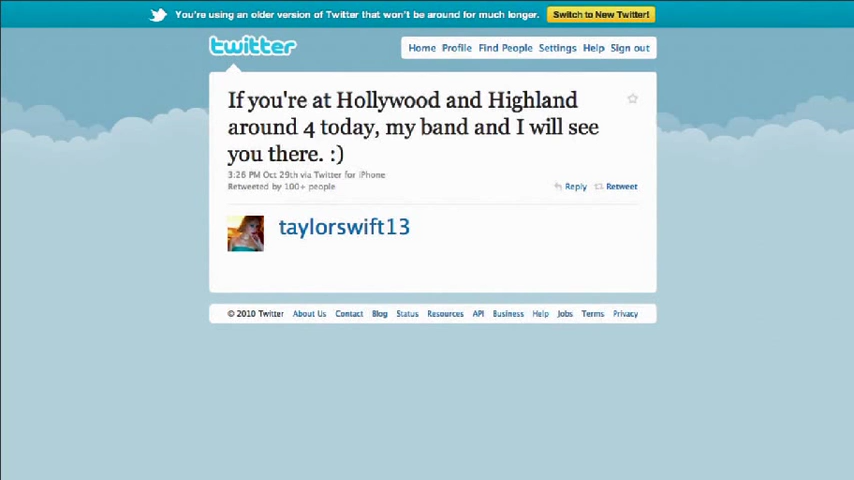 You're using an older version of Twitter that won't be around for much longer. Switch to New Twitter!
twitter
Home Profile Find People Settings Help Sign out
If you're at Hollywood and Highland
around 4 today, my band and I will see
you there. :)
3:26 PM Oct 29th via Twitter for iPhone
Retweeted by 100+ people
Reply Retweet
taylorswift13
© 2010 Twitter About Us Contact Blog Status Resources API Business Help Jobs Terms Privacy